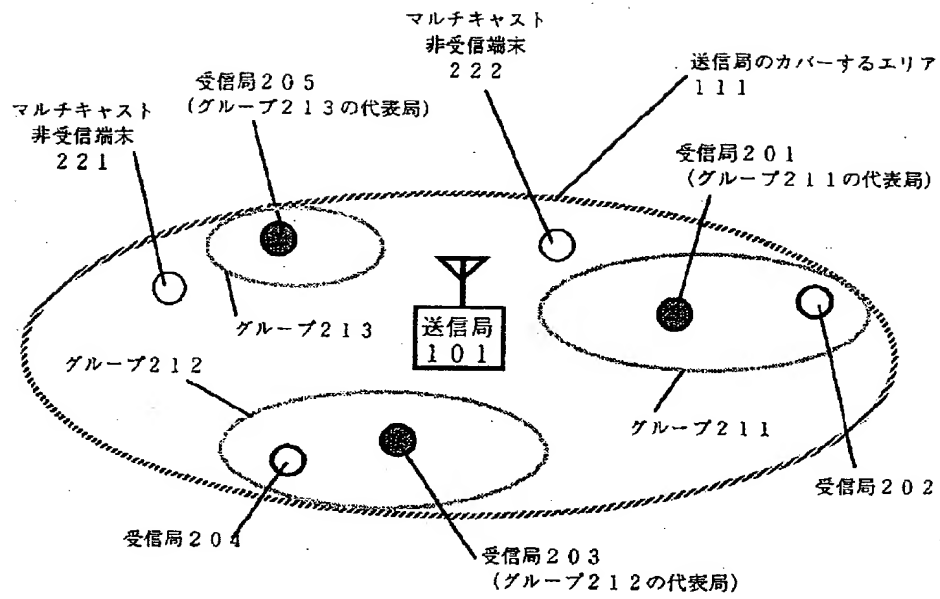 マルチキャスト
非受信端末
２２２
送信局のカバーするエリア
１１１
受信局２０５
（グループ２１３の代表局）
マルチキャスト
非受信端末
２２１
受信局２０１
（グループ２１１の代表局）
グループ２１３
送信局
１０１
グループ２１２
グループ２１１
受信局２０２
受信局２０４
受信局２０３
（グループ２１２の代表局）